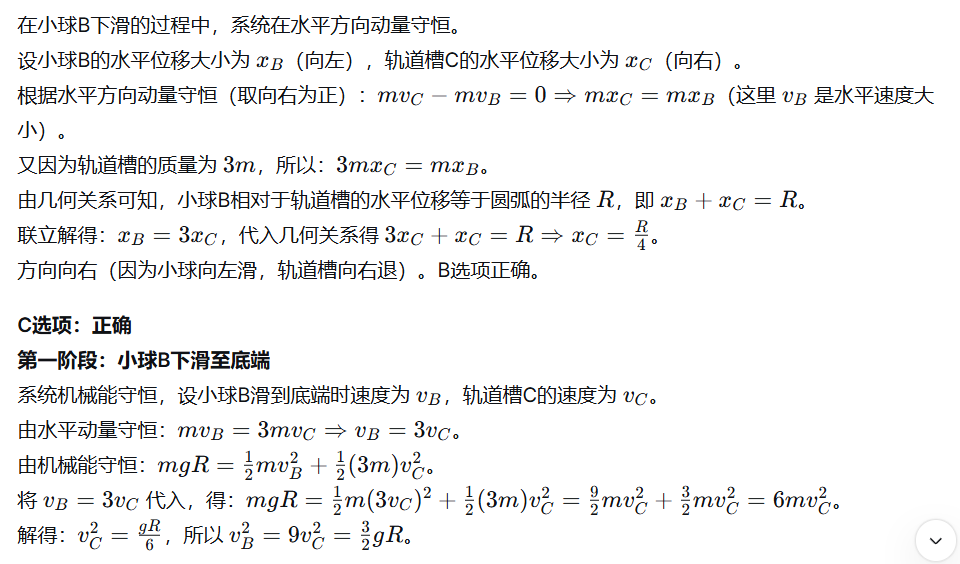 在小球B下滑的过程中，系统在水平方向动量守恒。
设小球B的水平位移大小为 $x_B$（向左），轨道槽C的水平位移大小为 $x_C$（向右）。
根据水平方向动量守恒（取向右为正）：$mv_C - mv_B = 0 \Rightarrow mx_C = mx_B$（这里 $v_B$ 是水平速度大
小）。
又因为轨道槽的质量为 $3m$，所以：$3mx_C = mx_B$。
由几何关系可知，小球B相对于轨道槽的水平位移等于圆弧的半径 $R$，即 $x_B + x_C = R$。
联立解得：$x_B = 3x_C$，代入几何关系得 $3x_C + x_C = R \Rightarrow x_C = \frac{R}{4}$。
方向向右（因为小球向左滑，轨道槽向右退）。B选项正确。
C选项：正确
第一阶段：小球B下滑至底端
系统机械能守恒，设小球B滑到底端时速度为 $v_B$，轨道槽C的速度为 $v_C$。
由水平动量守恒：$mv_B = 3mv_C \Rightarrow v_B = 3v_C$。
由机械能守恒：$mgR = \frac{1}{2}mv_B^2 + \frac{1}{2}(3m)v_C^2$。
将 $v_B = 3v_C$ 代入，得：$mgR = \frac{1}{2}m(3v_C)^2 + \frac{1}{2}(3m)v_C^2 = \frac{9}{2}mv_C^2 + \frac{3}{2}mv_C^2 = 6mv_C^2$。
解得：$v_C^2 = \frac{gR}{6}$，所以 $v_B^2 = 9v_C^2 = \frac{3}{2}gR$。